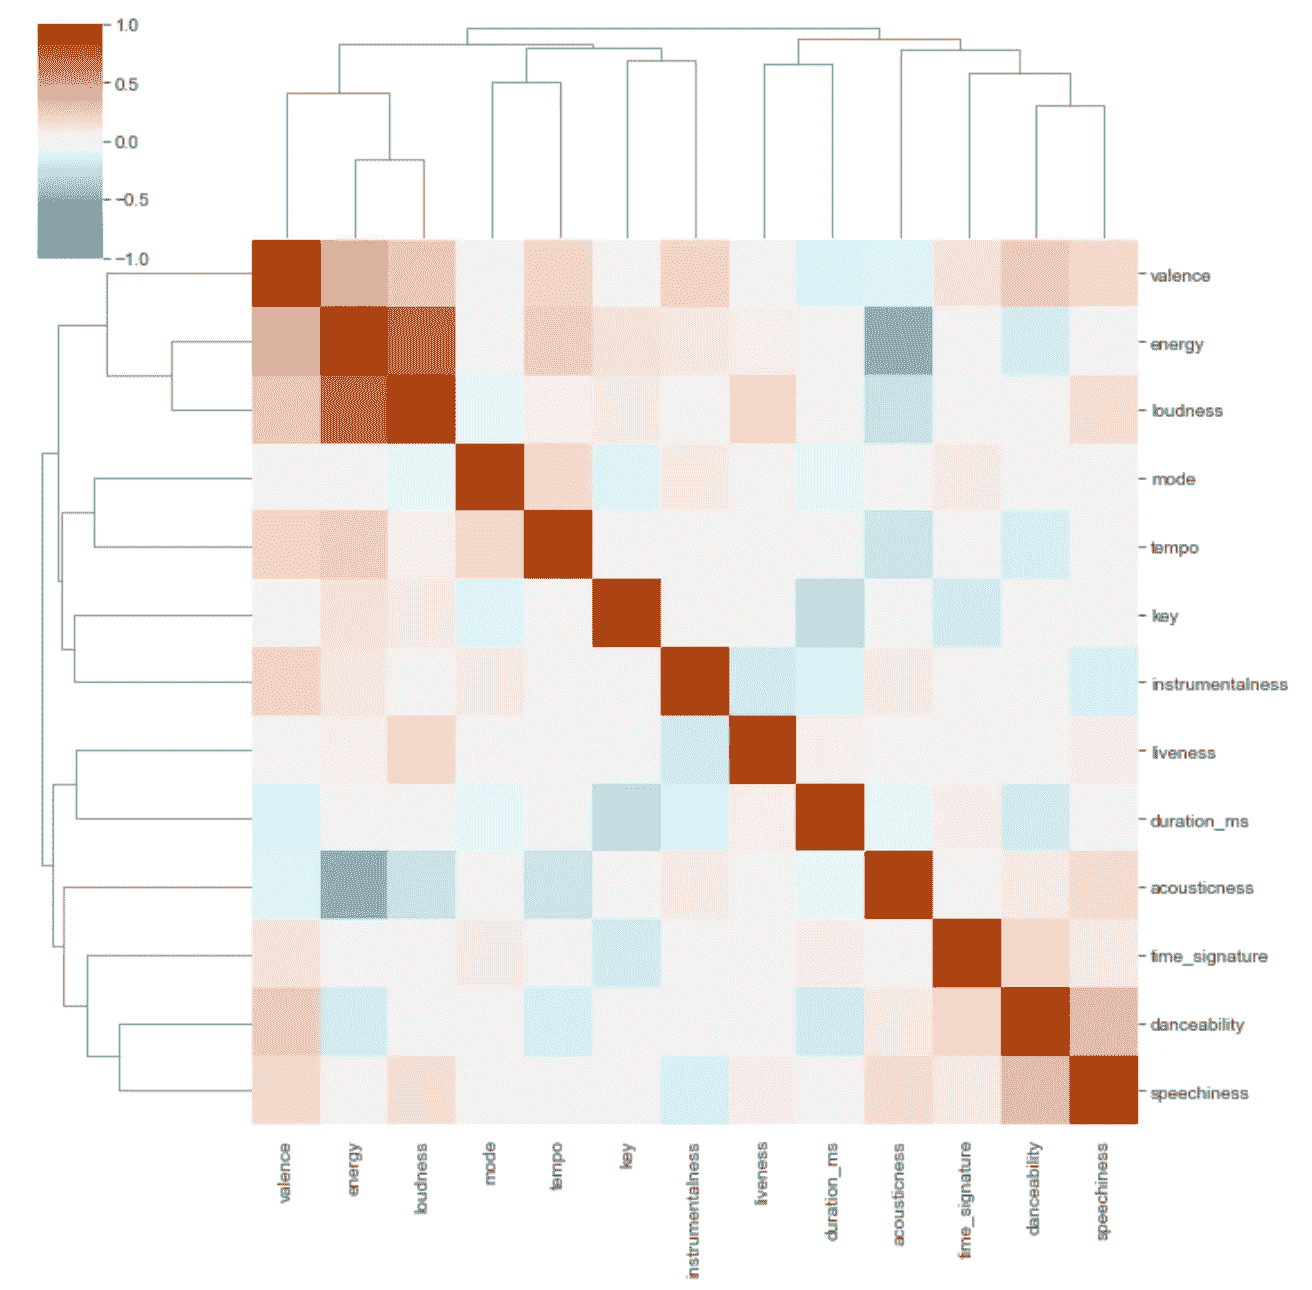 1.0
0.5
0.0
−0.5
−1.0
valence
energy
loudness
mode
tempo
key
instrumentalness
liveness
duration_ms
acousticness
time_signature
danceability
speechiness
valence
energy
loudness
mode
tempo
key
instrumentalness
liveness
duration_ms
acousticness
time_signature
danceability
speechiness